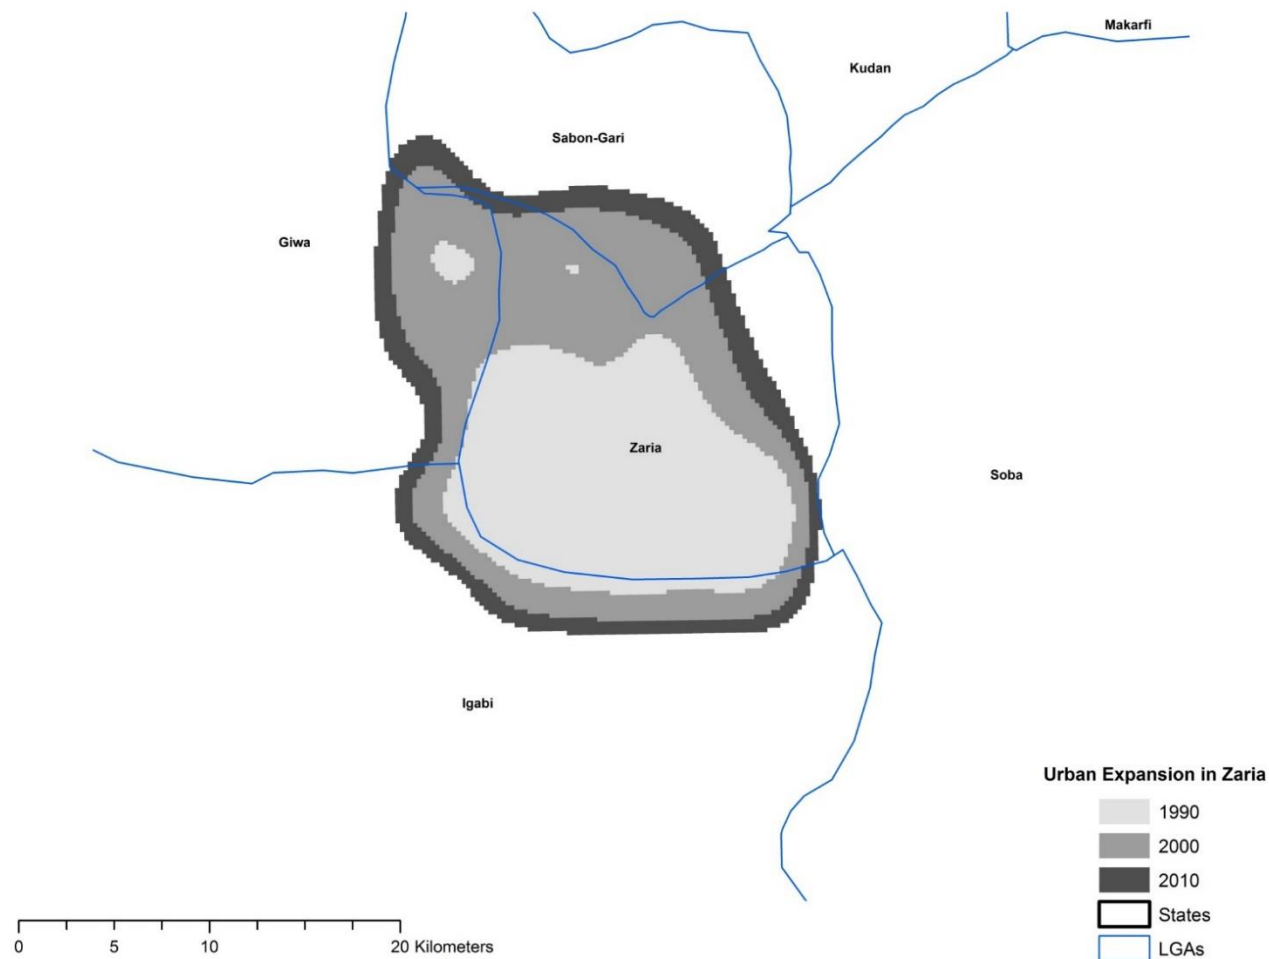 Makarfi
Kudan
Sabon-Gari
Giwa
Zaria
Soba
Igabi
Urban Expansion in Zaria
1990
2000
2010
States
LGAs
0 5 10 20 Kilometers